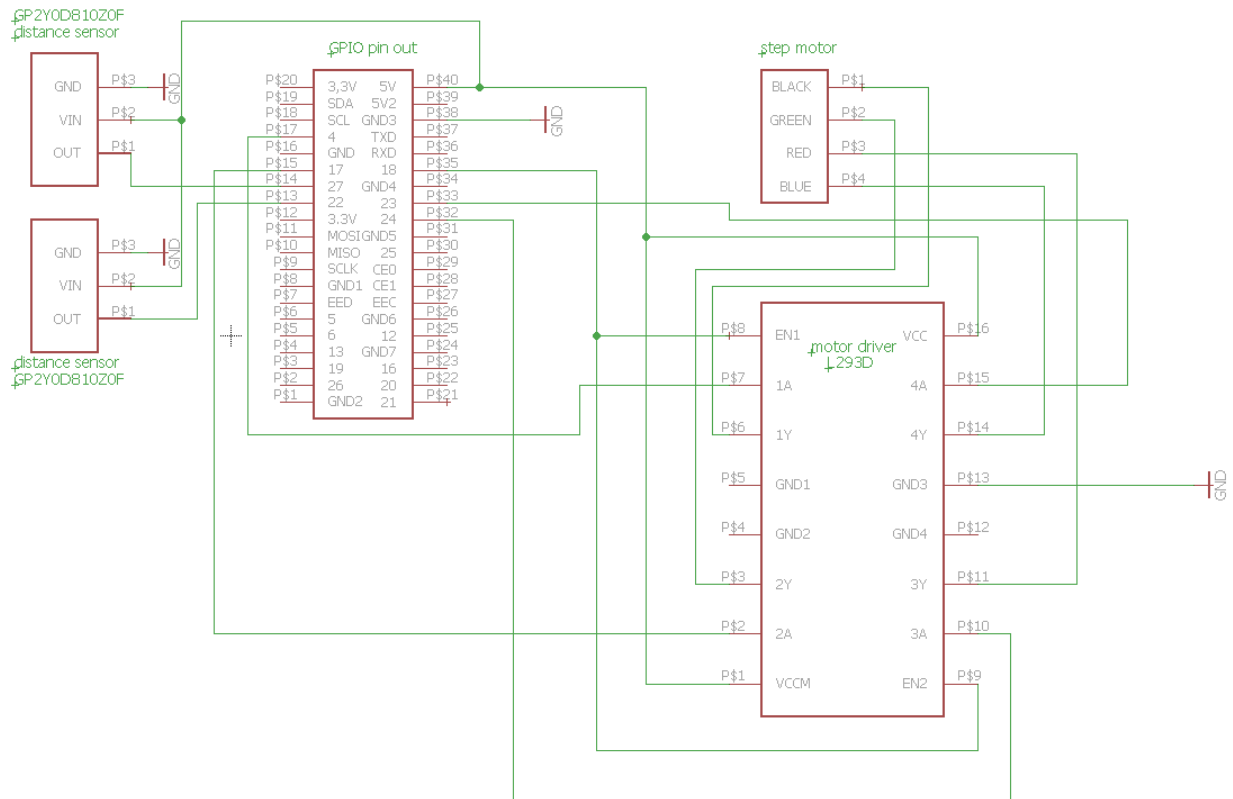 GP2Y0D810Z0F
distance sensor
GND P$3 GND
VIN P$2
OUT P$1
GND P$3 GND
VIN P$2
OUT P$1
distance sensor
GP2Y0D810Z0F
GPIO pin out
P$20 3,3V 5V P$40
P$19 SDA 5V2 P$39
P$18 SCL GND3 P$38 GND
P$17 4 TXD P$37
P$16 GND RXD P$36
P$15 17 18 P$35
P$14 27 GND4 P$34
P$13 22 23 P$33
P$12 3.3V 24 P$32
P$11 MOSI GND5 P$31
P$10 MISO 25 P$30
P$9 SCLK CE0 P$29
P$8 GND1 CE1 P$28
P$7 EED EEC P$27
P$6 5 GND6 P$26
P$5 6 12 P$25
P$4 13 GND7 P$24
P$3 19 16 P$23
P$2 26 20 P$22
P$1 GND2 21 P$21
step motor
BLACK P$1
GREEN P$2
RED P$3
BLUE P$4
motor driver
L293D
P$8 EN1 VCC P$16
P$7 1A 4A P$15
P$6 1Y 4Y P$14
P$5 GND1 GND3 P$13 GND
P$4 GND2 GND4 P$12
P$3 2Y 3Y P$11
P$2 2A 3A P$10
P$1 VCCM EN2 P$9